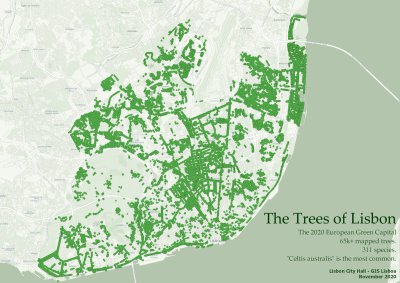 The Trees of Lisbon
The 2020 European Green Capital
65k+ mapped trees.
311 species.
"Celtis australis" is the most common.
Lisbon City Hall - GIS Lisboa
November 2020